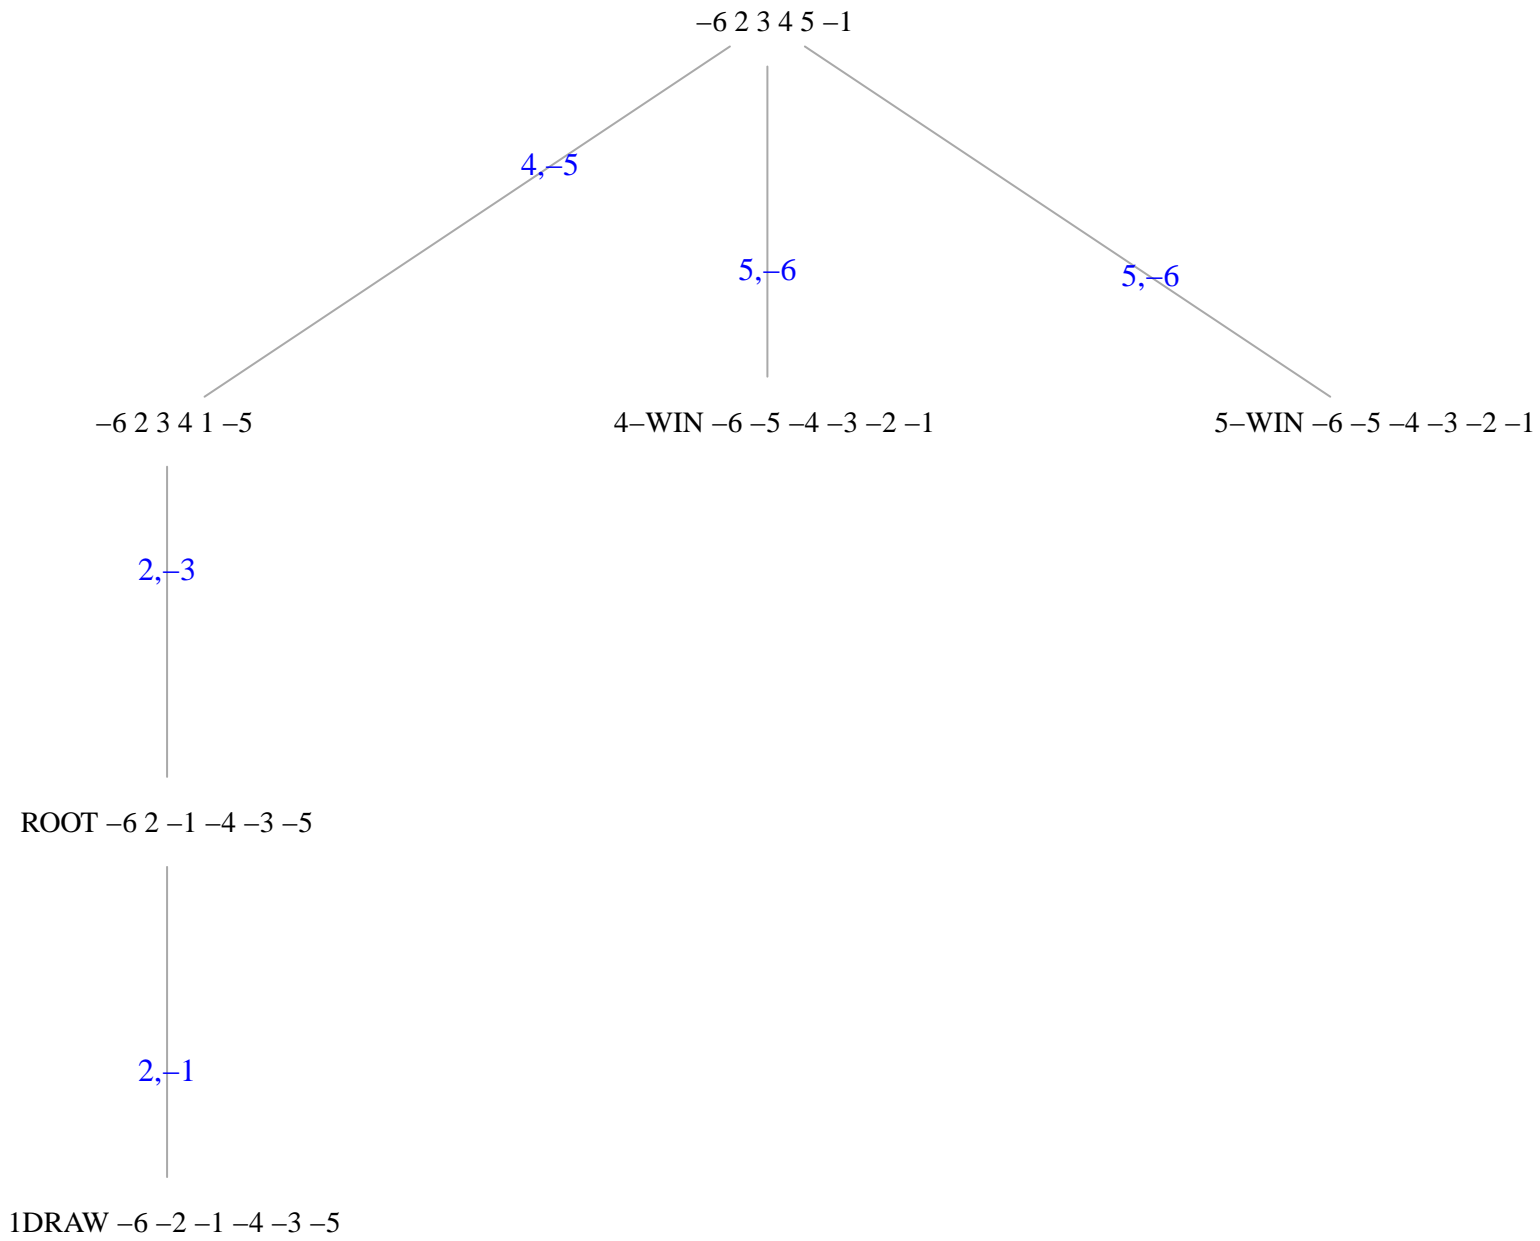 −6 2 3 4 5 −1
4,−5
5,−6
5,−6
−6 2 3 4 1 −5
4−WIN −6 −5 −4 −3 −2 −1
5−WIN −6 −5 −4 −3 −2 −1
2,−3
ROOT −6 2 −1 −4 −3 −5
2,−1
1DRAW −6 −2 −1 −4 −3 −5